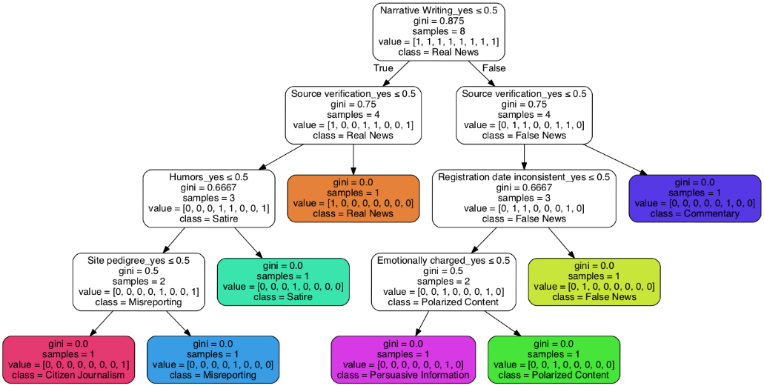 Narrative Writing_yes ≤ 0.5
gini = 0.875
samples = 8
value = [1, 1, 1, 1, 1, 1, 1, 1]
class = Real News
True
False
Source verification_yes ≤ 0.5
gini = 0.75
samples = 4
value = [1, 0, 0, 1, 1, 0, 0, 1]
class = Real News
Source verification_yes ≤ 0.5
gini = 0.75
samples = 4
value = [0, 1, 1, 0, 0, 1, 1, 0]
class = False News
Humors_yes ≤ 0.5
gini = 0.6667
samples = 3
value = [0, 0, 0, 1, 1, 0, 0, 1]
class = Satire
gini = 0.0
samples = 1
value = [1, 0, 0, 0, 0, 0, 0, 0]
class = Real News
Registration date inconsistent_yes ≤ 0.5
gini = 0.6667
samples = 3
value = [0, 1, 1, 0, 0, 0, 1, 0]
class = False News
gini = 0.0
samples = 1
value = [0, 0, 0, 0, 0, 1, 0, 0]
class = Commentary
Site pedigree_yes ≤ 0.5
gini = 0.5
samples = 2
value = [0, 0, 0, 0, 1, 0, 0, 1]
class = Misreporting
gini = 0.0
samples = 1
value = [0, 0, 0, 1, 0, 0, 0, 0]
class = Satire
Emotionally charged_yes ≤ 0.5
gini = 0.5
samples = 2
value = [0, 0, 1, 0, 0, 0, 1, 0]
class = Polarized Content
gini = 0.0
samples = 1
value = [0, 1, 0, 0, 0, 0, 0, 0]
class = False News
gini = 0.0
samples = 1
value = [0, 0, 0, 0, 0, 0, 0, 1]
class = Citizen Journalism
gini = 0.0
samples = 1
value = [0, 0, 0, 0, 1, 0, 0, 0]
class = Misreporting
gini = 0.0
samples = 1
value = [0, 0, 0, 0, 0, 0, 1, 0]
class = Persuasive Information
gini = 0.0
samples = 1
value = [0, 0, 1, 0, 0, 0, 0, 0]
class = Polarized Content